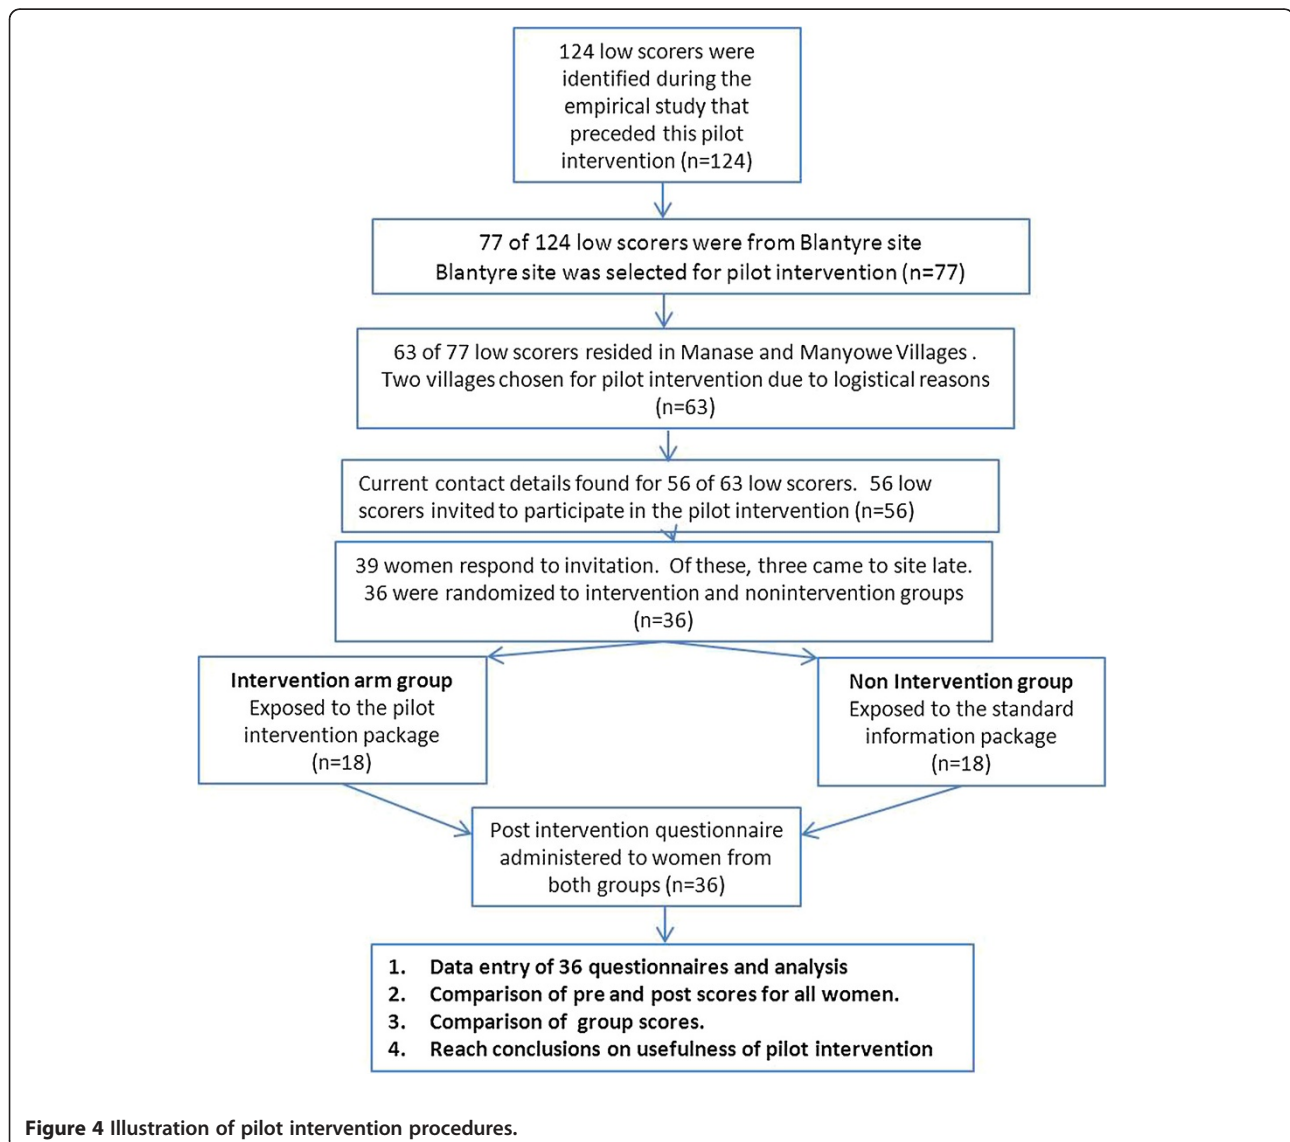 124 low scorers were
identified during the
empirical study that
preceded this pilot
intervention (n=124)
77 of 124 low scorers were from Blantyre site
Blantyre site was selected for pilot intervention (n=77)
63 of 77 low scorers resided in Manase and Manyowe Villages .
Two villages chosen for pilot intervention due to logistical reasons
(n=63)
Current contact details found for 56 of 63 low scorers.  56 low
scorers invited to participate in the pilot intervention (n=56)
39 women respond to invitation.  Of these, three came to site late.
36 were randomized to intervention and nonintervention groups
(n=36)
Intervention arm group
Exposed to the pilot
intervention package
(n=18)
Non Intervention group
Exposed to the standard
information package
(n=18)
Post intervention questionnaire
administered to women from
both groups (n=36)
1. Data entry of 36 questionnaires and analysis
2. Comparison of pre and post scores for all women.
3. Comparison of  group scores.
4. Reach conclusions on usefulness of pilot intervention
Figure 4 Illustration of pilot intervention procedures.